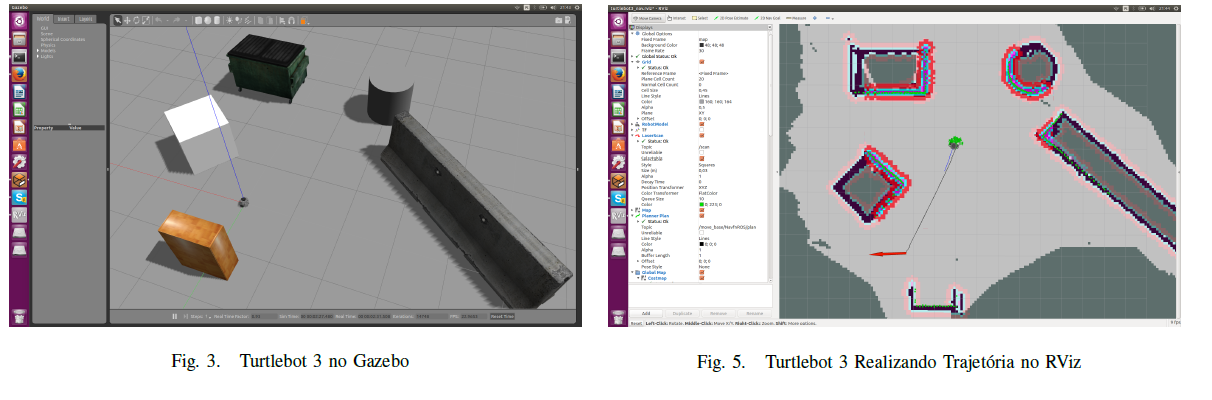 Gazebo
World Insert Layers
GUI
Scene
Spherical Coordinates
Physics
Models
Lights
Property Value
Reset Time
Fig. 3. Turtlebot 3 no Gazebo
Move Camera Interact Select 2D Pose Estimate 2D Nav Goal Measure
Displays
Global Options
Fixed Frame map
Background Color 48; 48; 48
Frame Rate 30
Global Status: Ok
Grid
Status: Ok
Reference Frame <Fixed Frame>
Plane Cell Count 20
Normal Cell Count 0
Cell Size 0,45
Line Style Lines
Color 160; 160; 164
Alpha 0,5
Plane XY
Offset 0; 0; 0
RobotModel
TF
LaserScan
Status: Ok
Topic /scan
Unreliable
Selectable
Style Squares
Size (m) 0,03
Alpha 1
Decay Time 0
Position Transformer XYZ
Color Transformer FlatColor
Queue Size 10
Color
Map
Planner Plan
Status: Ok
Topic /move_base/NavfnROS/plan
Unreliable
Line Style Lines
Color 0; 0; 0
Alpha 1
Buffer Length 1
Offset 0; 0; 0
Pose Style None
Global Map
Costmap
Add Duplicate Remove Rename
Reset Left-Click: Rotate. Middle-Click: Move X/Y. Right-Click: Zoom. Shift: More options.
Fig. 5. Turtlebot 3 Realizando Trajetória no RViz